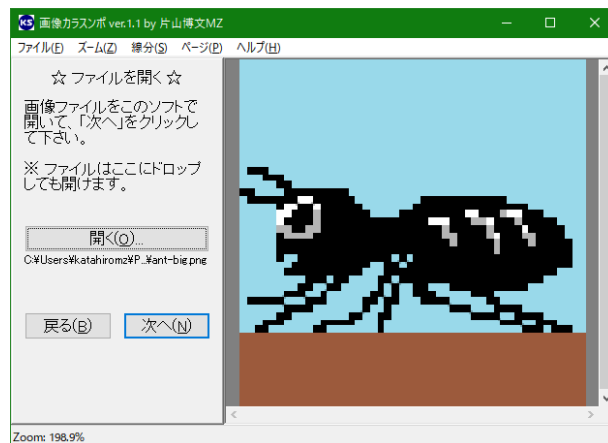 KS 画像カラスンポ ver.1.1 by 片山博文MZ
ファイル(F) ズーム(Z) 線分(S) ページ(P) ヘルプ(H)
☆ ファイルを開く ☆
画像ファイルをこのソフトで
開いて、「次へ」をクリックし
て下さい。
※ ファイルはここにドロップ
しても開けます。
開く(O)...
C:¥Users¥katahiromz¥P...¥ant-big.png
戻る(B) 次へ(N)
Zoom: 198.9%